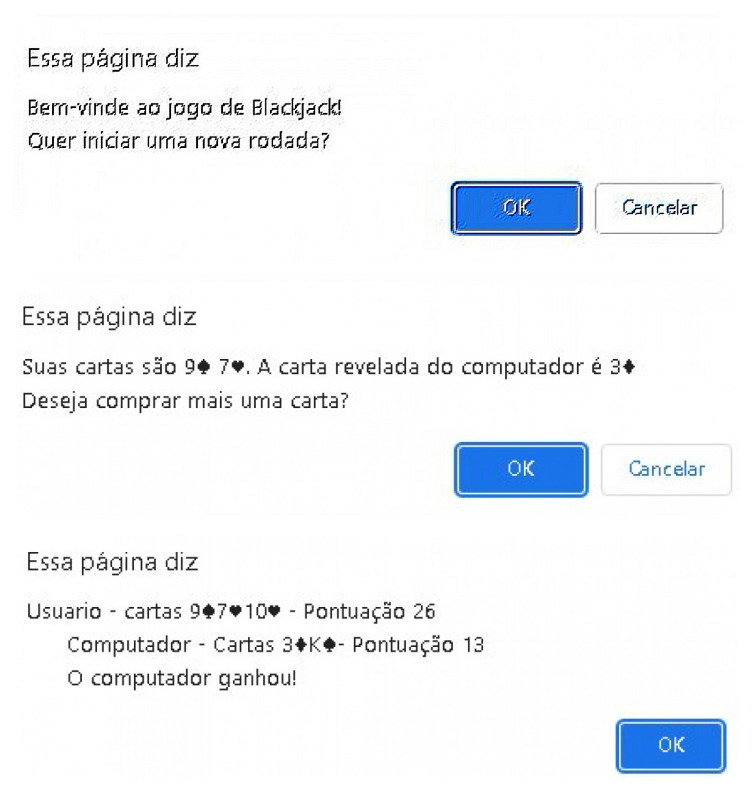 Essa página diz
Bem-vinde ao jogo de Blackjack!
Quer iniciar uma nova rodada?
OK Cancelar
Essa página diz
Suas cartas são 9♠ 7♥. A carta revelada do computador é 3♦
Deseja comprar mais uma carta?
OK Cancelar
Essa página diz
Usuario - cartas 9♠7♥10♥ - Pontuação 26
Computador - Cartas 3♦K♠- Pontuação 13
O computador ganhou!
OK